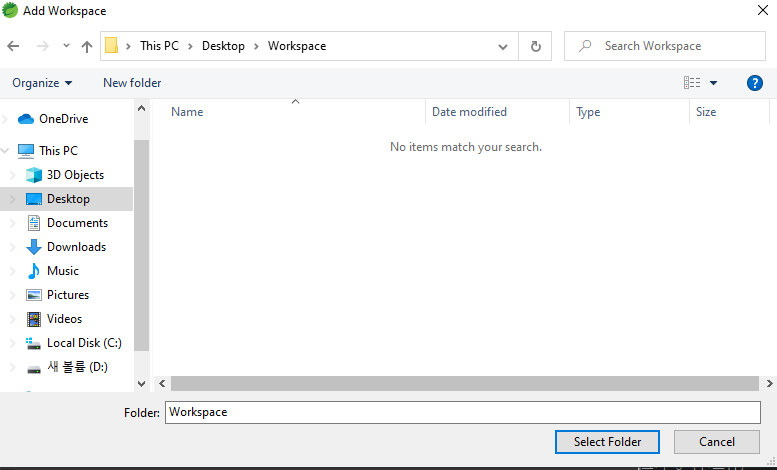 Add Workspace
This PC Desktop Workspace
Search Workspace
Organize
New folder
?
Name
Date modified
Type
Size
No items match your search.
OneDrive
This PC
3D Objects
Desktop
Documents
Downloads
Music
Pictures
Videos
Local Disk (C:)
새 볼륨 (D:)
Folder: Workspace
Select Folder
Cancel